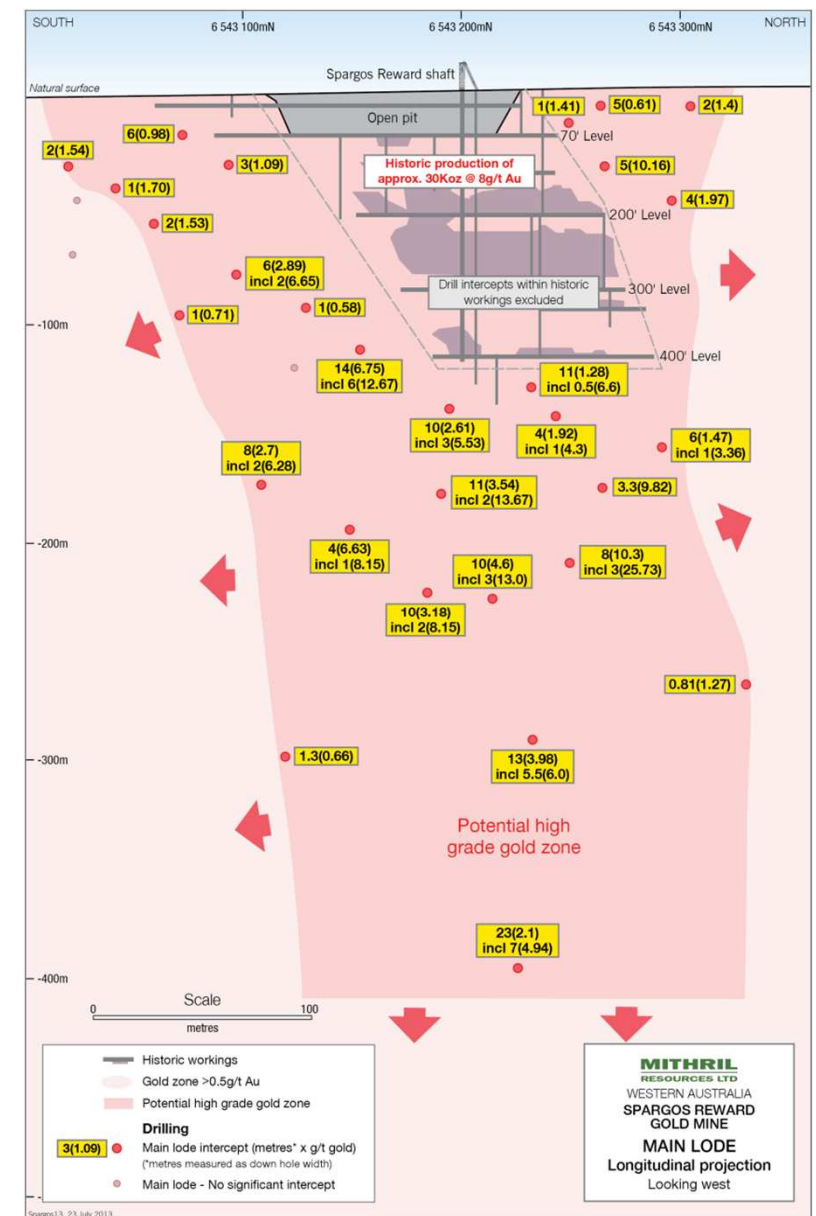 SOUTH
6 543 100mN
6 543 200mN
6 543 300mN
NORTH
Spargos Reward shaft
Natural surface
Open pit
1(1.41)
5(0.61)
2(1.4)
6(0.98)
70' Level
2(1.54)
3(1.09)
Historic production of
approx. 30Koz @ 8g/t Au
5(10.16)
1(1.70)
4(1.97)
2(1.53)
200' Level
6(2.89)
incl 2(6.65)
Drill intercepts within historic
workings excluded
300' Level
1(0.71)
1(0.58)
-100m
400' Level
14(6.75)
incl 6(12.67)
11(1.28)
incl 0.5(6.6)
10(2.61)
incl 3(5.53)
4(1.92)
incl 1(4.3)
6(1.47)
incl 1(3.36)
8(2.7)
incl 2(6.28)
11(3.54)
incl 2(13.67)
3.3(9.82)
-200m
4(6.63)
incl 1(8.15)
10(4.6)
incl 3(13.0)
8(10.3)
incl 3(25.73)
10(3.18)
incl 2(8.15)
0.81(1.27)
-300m
1.3(0.66)
13(3.98)
incl 5.5(6.0)
Potential high
grade gold zone
23(2.1)
incl 7(4.94)
-400m
Scale
0
100
metres
Historic workings
Gold zone >0.5g/t Au
Potential high grade gold zone
Drilling
3(1.09)
Main lode intercept (metres* x g/t gold)
(*metres measured as down hole width)
Main lode - No significant intercept
MITHRIL
RESOURCES LTD
WESTERN AUSTRALIA
SPARGOS REWARD
GOLD MINE
MAIN LODE
Longitudinal projection
Looking west
Spargos13, 23 July 2013